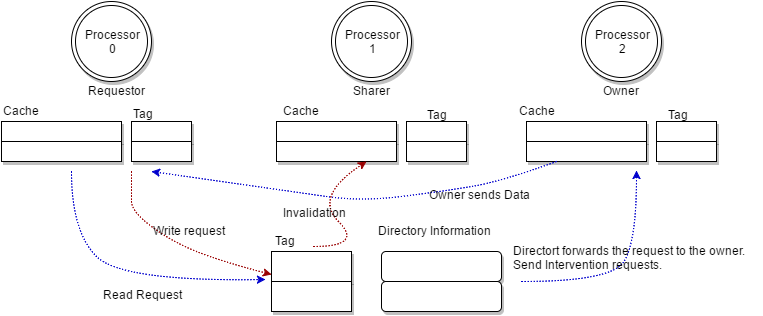 Processor
0
Processor
1
Processor
2
Requestor
Sharer
Owner
Cache
Tag
Cache
Tag
Cache
Tag
Owner sends Data
Invalidation
Write request
Directory Information
Tag
Directort forwards the request to the owner.
Send Intervention requests.
Read Request